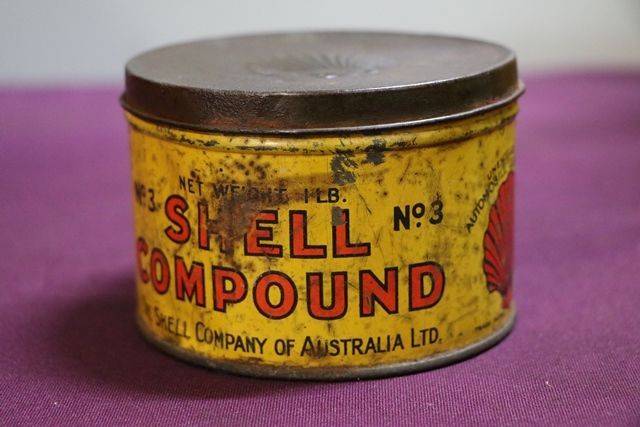 NET WEIGHT 1 LB.
Nº3 SHELL Nº3
COMPOUND
SHELL COMPANY OF AUSTRALIA LTD.